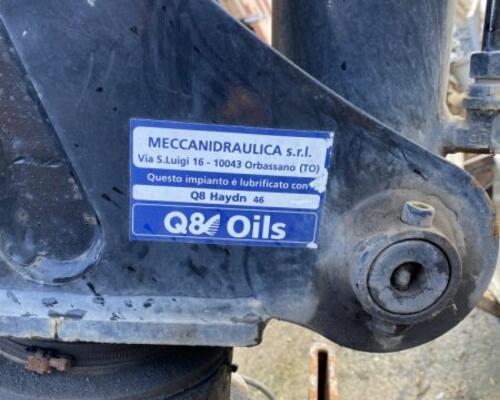 MECCANIDRAULICA s.r.l.
Via S.Luigi 16 - 10043 Orbassano (TO)
Questo impianto é lubrificato con
Q8 Haydn 46
Q8 Oils